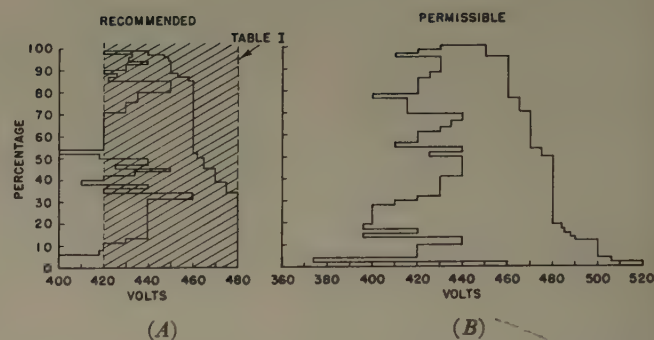 RECOMMENDED
PERMISSIBLE
TABLE I
PERCENTAGE
100
90
80
70
60
50
40
30
20
10
0
400 420 440 460 480
VOLTS
360 380 400 420 440 460 480 500 520
VOLTS
(A)
(B)